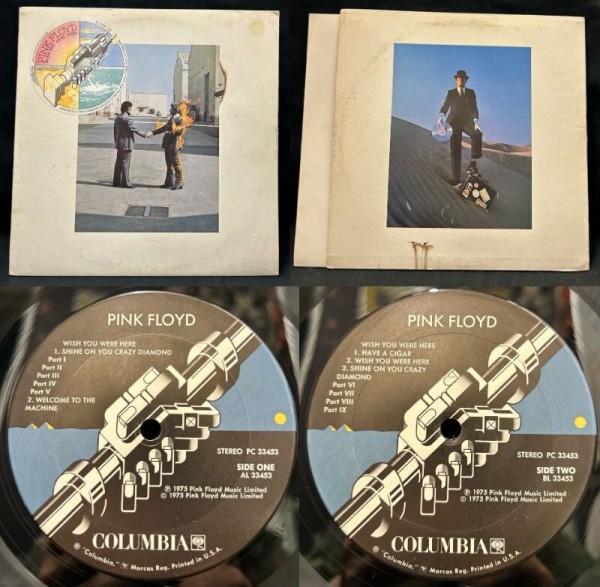 PINK FLOYD
PINK FLOYD
WISH YOU WERE HERE
1. SHINE ON YOU CRAZY DIAMOND
Part I
Part II
Part III
Part IV
Part V
2. WELCOME TO THE
MACHINE
STEREO PC 33453
SIDE ONE
AL 33453
℗ 1975 Pink Floyd Music Limited
© 1975 Pink Floyd Music Limited
COLUMBIA
® "Columbia," Marcas Reg. Printed in U.S.A.
PINK FLOYD
WISH YOU WERE HERE
1. HAVE A CIGAR
2. WISH YOU WERE HERE
3. SHINE ON YOU CRAZY
DIAMOND
Part VI
Part VII
Part VIII
Part IX
STEREO PC 33453
SIDE TWO
BL 33453
℗ 1975 Pink Floyd Music Limited
© 1975 Pink Floyd Music Limited
COLUMBIA
® "Columbia," Marcas Reg. Printed in U.S.A.